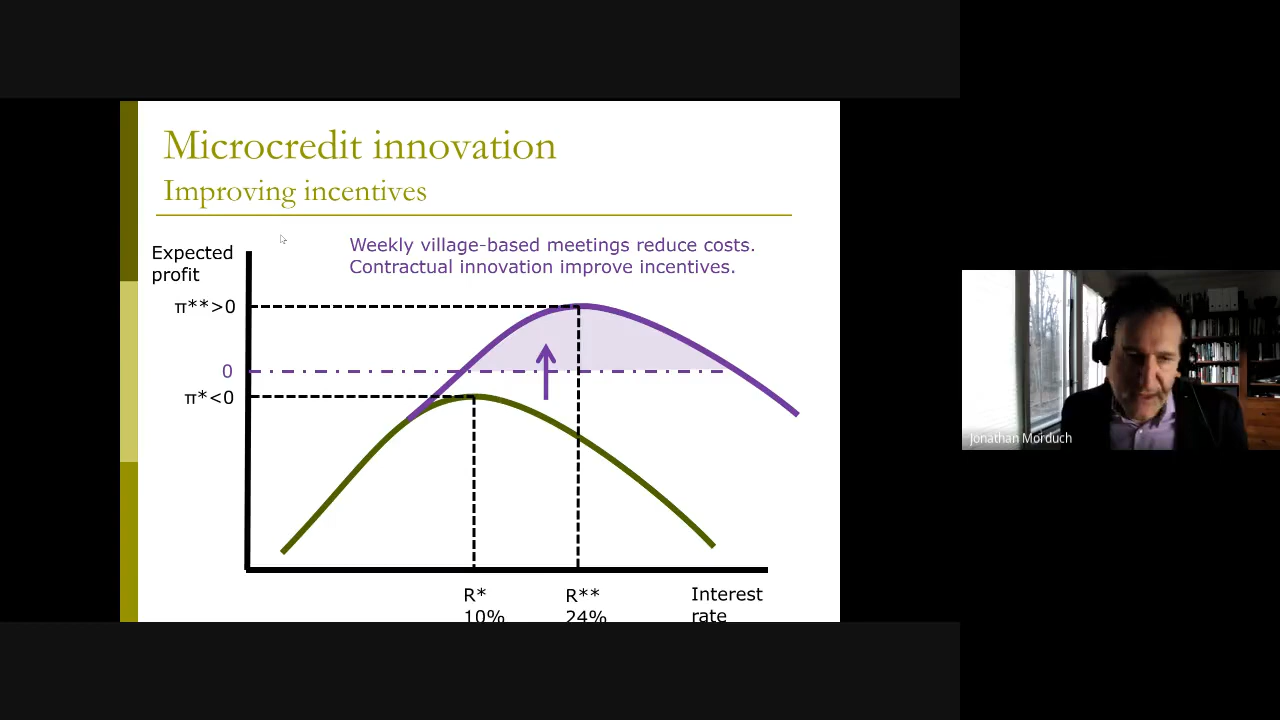 Microcredit innovation
Improving incentives
Expected
profit
Weekly village-based meetings reduce costs.
Contractual innovation improve incentives.
π**>0
0
π*<0
R*
10%
R**
24%
Interest
rate
Jonathan Morduch